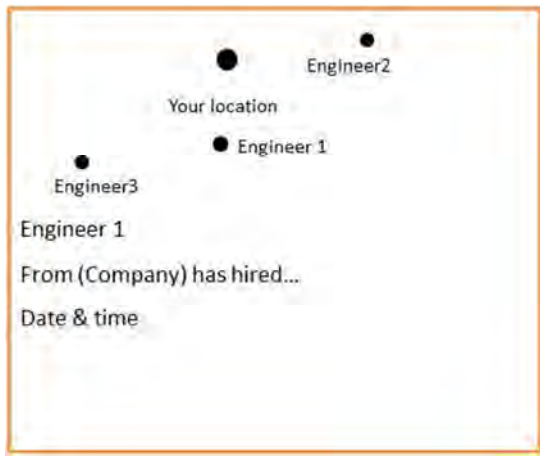 Engineer2
Your location
Engineer 1
Engineer3
Engineer 1
From (Company) has hired...
Date & time